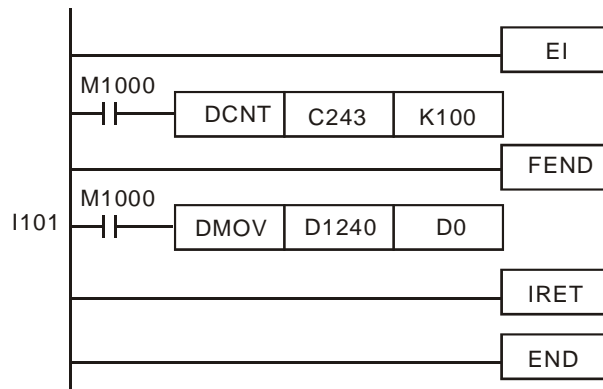 EI
M1000
DCNT C243 K100
FEND
M1000
I101 DMOV D1240 D0
IRET
END